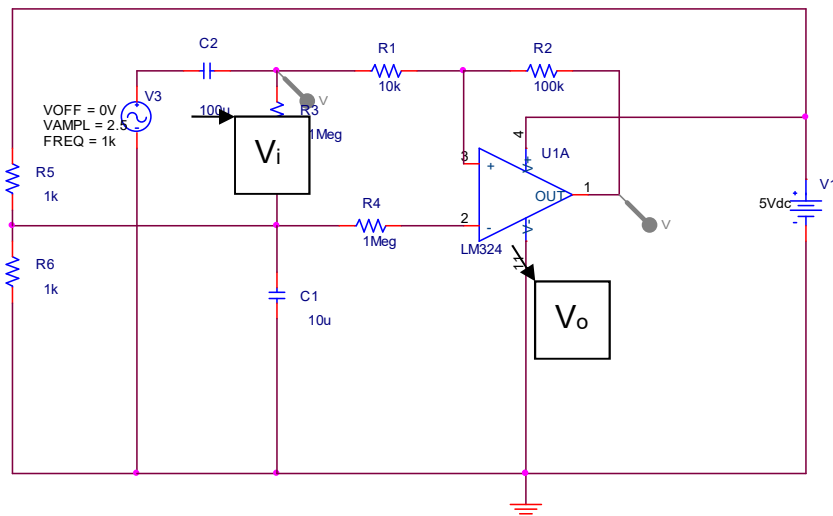 C2
R1
R2
10k
100k
V3
VOFF = 0V
VAMPL = 2.5
FREQ = 1k
100u
R3
1Meg
V
Vi
4
V+
U1A
3
+
OUT
1
R5
1k
V1
5Vdc
R4
1Meg
2
-
V-
LM324
11
V
R6
1k
C1
10u
Vo